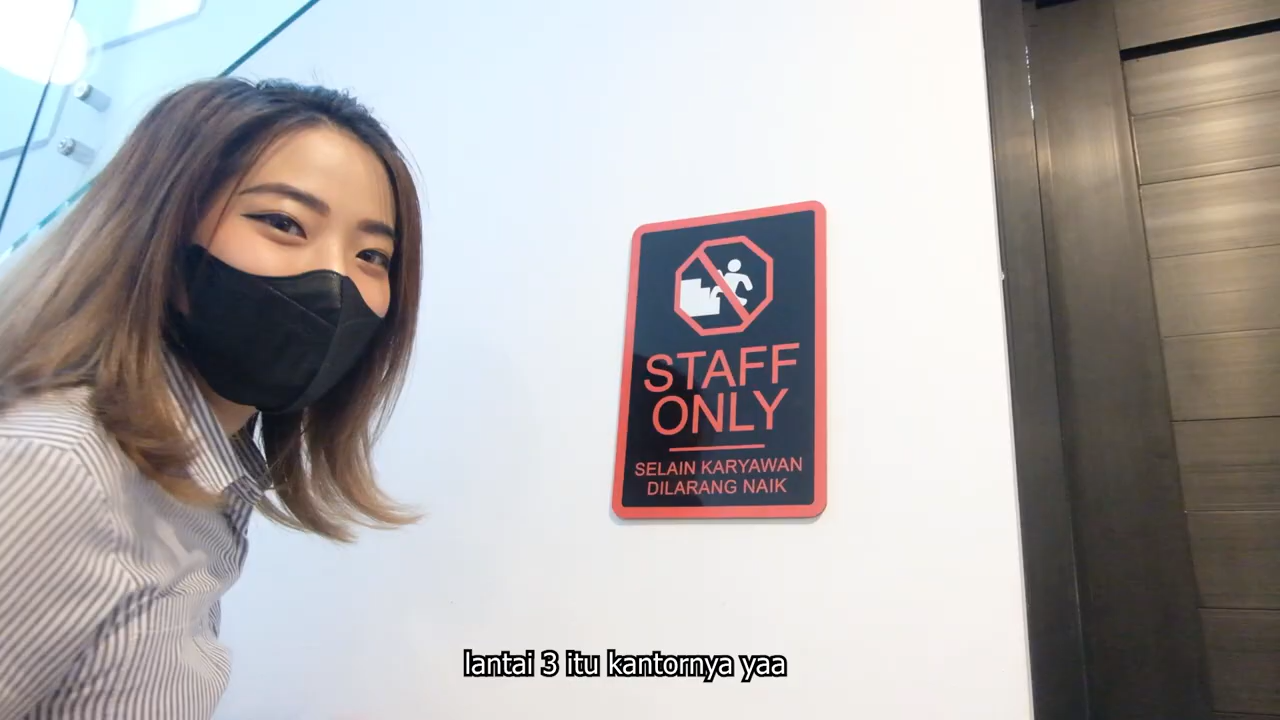 STAFF
ONLY
SELAIN KARYAWAN
DILARANG NAIK
lantai 3 itu kantornya yaa